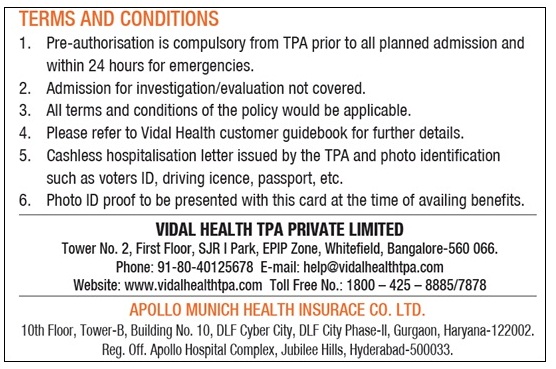 TERMS AND CONDITIONS
1. Pre-authorisation is compulsory from TPA prior to all planned admission and
within 24 hours for emergencies.
2. Admission for investigation/evaluation not covered.
3. All terms and conditions of the policy would be applicable.
4. Please refer to Vidal Health customer guidebook for further details.
5. Cashless hospitalisation letter issued by the TPA and photo identification
such as voters ID, driving icence, passport, etc.
6. Photo ID proof to be presented with this card at the time of availing benefits.
VIDAL HEALTH TPA PRIVATE LIMITED
Tower No. 2, First Floor, SJR I Park, EPIP Zone, Whitefield, Bangalore-560 066.
Phone: 91-80-40125678 E-mail: help@vidalhealthtpa.com
Website: www.vidalhealthtpa.com Toll Free No.: 1800 – 425 – 8885/7878
APOLLO MUNICH HEALTH INSURACE CO. LTD.
10th Floor, Tower-B, Building No. 10, DLF Cyber City, DLF City Phase-II, Gurgaon, Haryana-122002.
Reg. Off. Apollo Hospital Complex, Jubilee Hills, Hyderabad-500033.